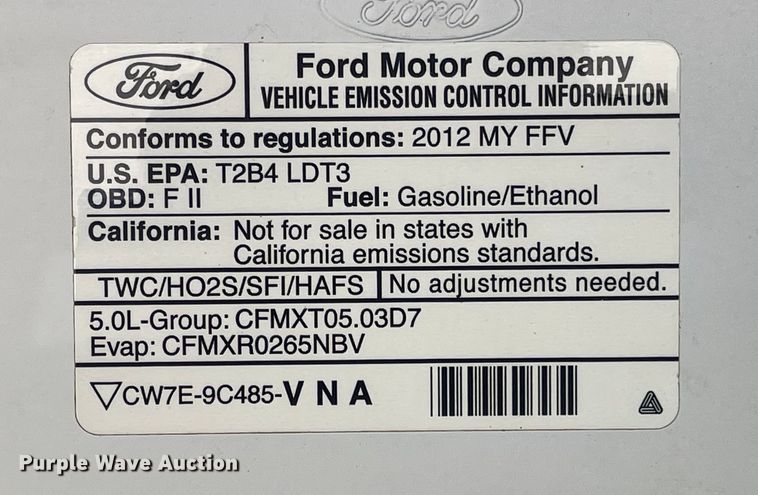 Ford
Ford
Ford Motor Company
VEHICLE EMISSION CONTROL INFORMATION
Conforms to regulations: 2012 MY FFV
U.S. EPA: T2B4 LDT3
OBD: F II Fuel: Gasoline/Ethanol
California: Not for sale in states with
California emissions standards.
TWC/HO2S/SFI/HAFS No adjustments needed.
5.0L-Group: CFMXT05.03D7
Evap: CFMXR0265NBV
CW7E-9C485-V N A
Purple Wave Auction